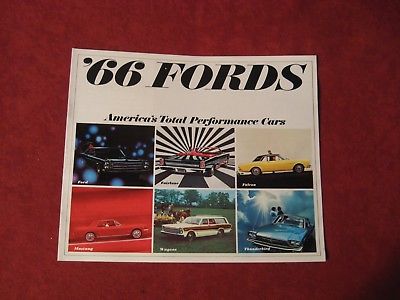 '66 FORDS
America's Total Performance Cars
Ford
Fairlane
Falcon
Mustang
Wagons
Thunderbird